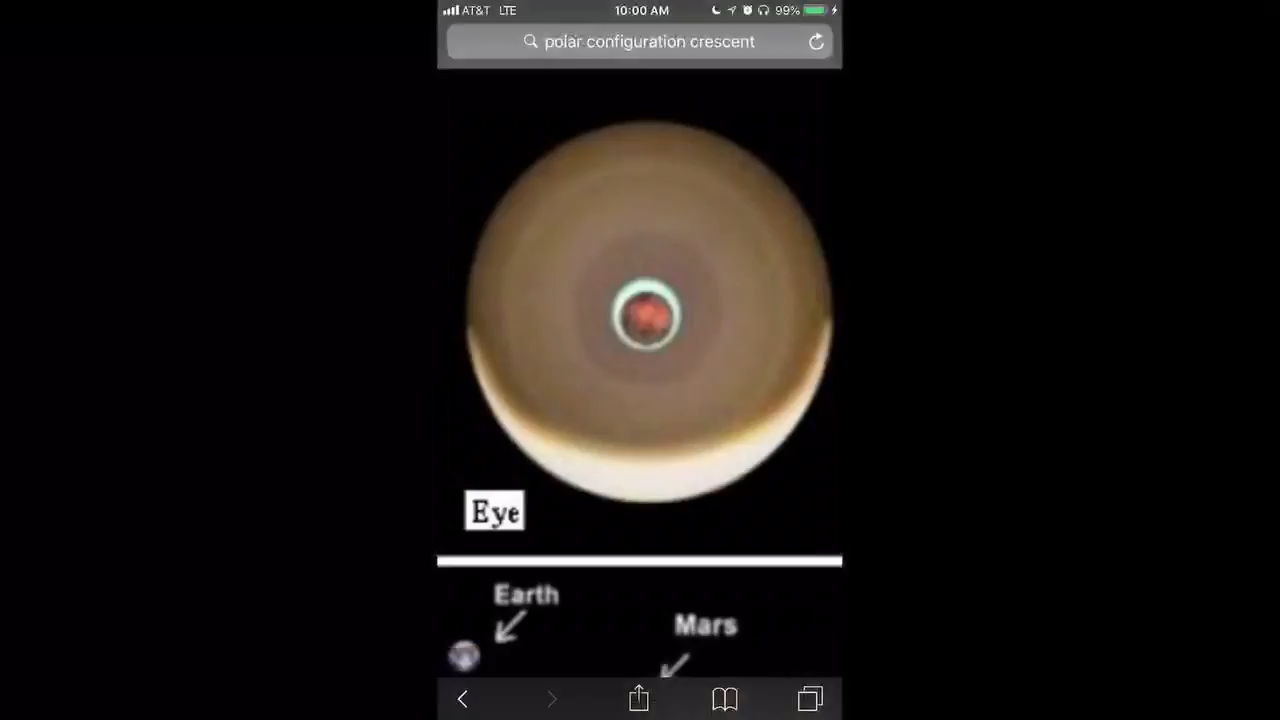 AT&T LTE 10:00 AM 99%
polar configuration crescent
Eye
Earth
Mars